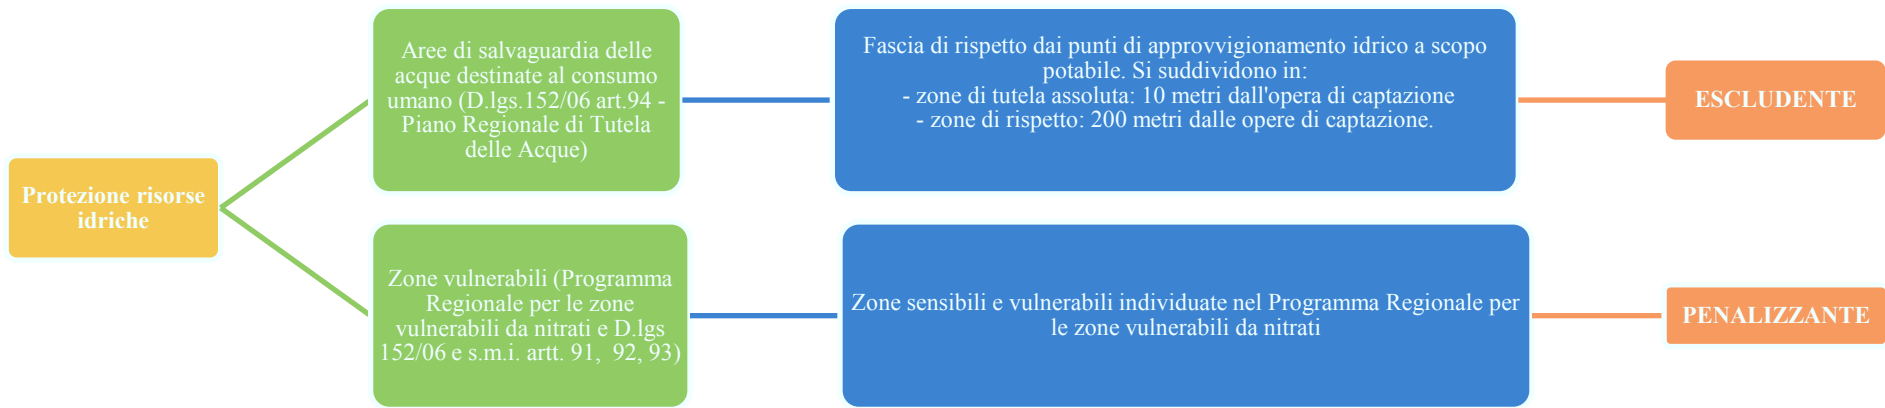 Protezione risorse
idriche
Aree di salvaguardia delle
acque destinate al consumo
umano (D.lgs.152/06 art.94 -
Piano Regionale di Tutela
delle Acque)
Fascia di rispetto dai punti di approvvigionamento idrico a scopo
potabile. Si suddividono in:
- zone di tutela assoluta: 10 metri dall'opera di captazione
- zone di rispetto: 200 metri dalle opere di captazione.
ESCLUDENTE
Zone vulnerabili (Programma
Regionale per le zone
vulnerabili da nitrati e D.lgs
152/06 e s.m.i. artt. 91,  92, 93)
Zone sensibili e vulnerabili individuate nel Programma Regionale per
le zone vulnerabili da nitrati
PENALIZZANTE